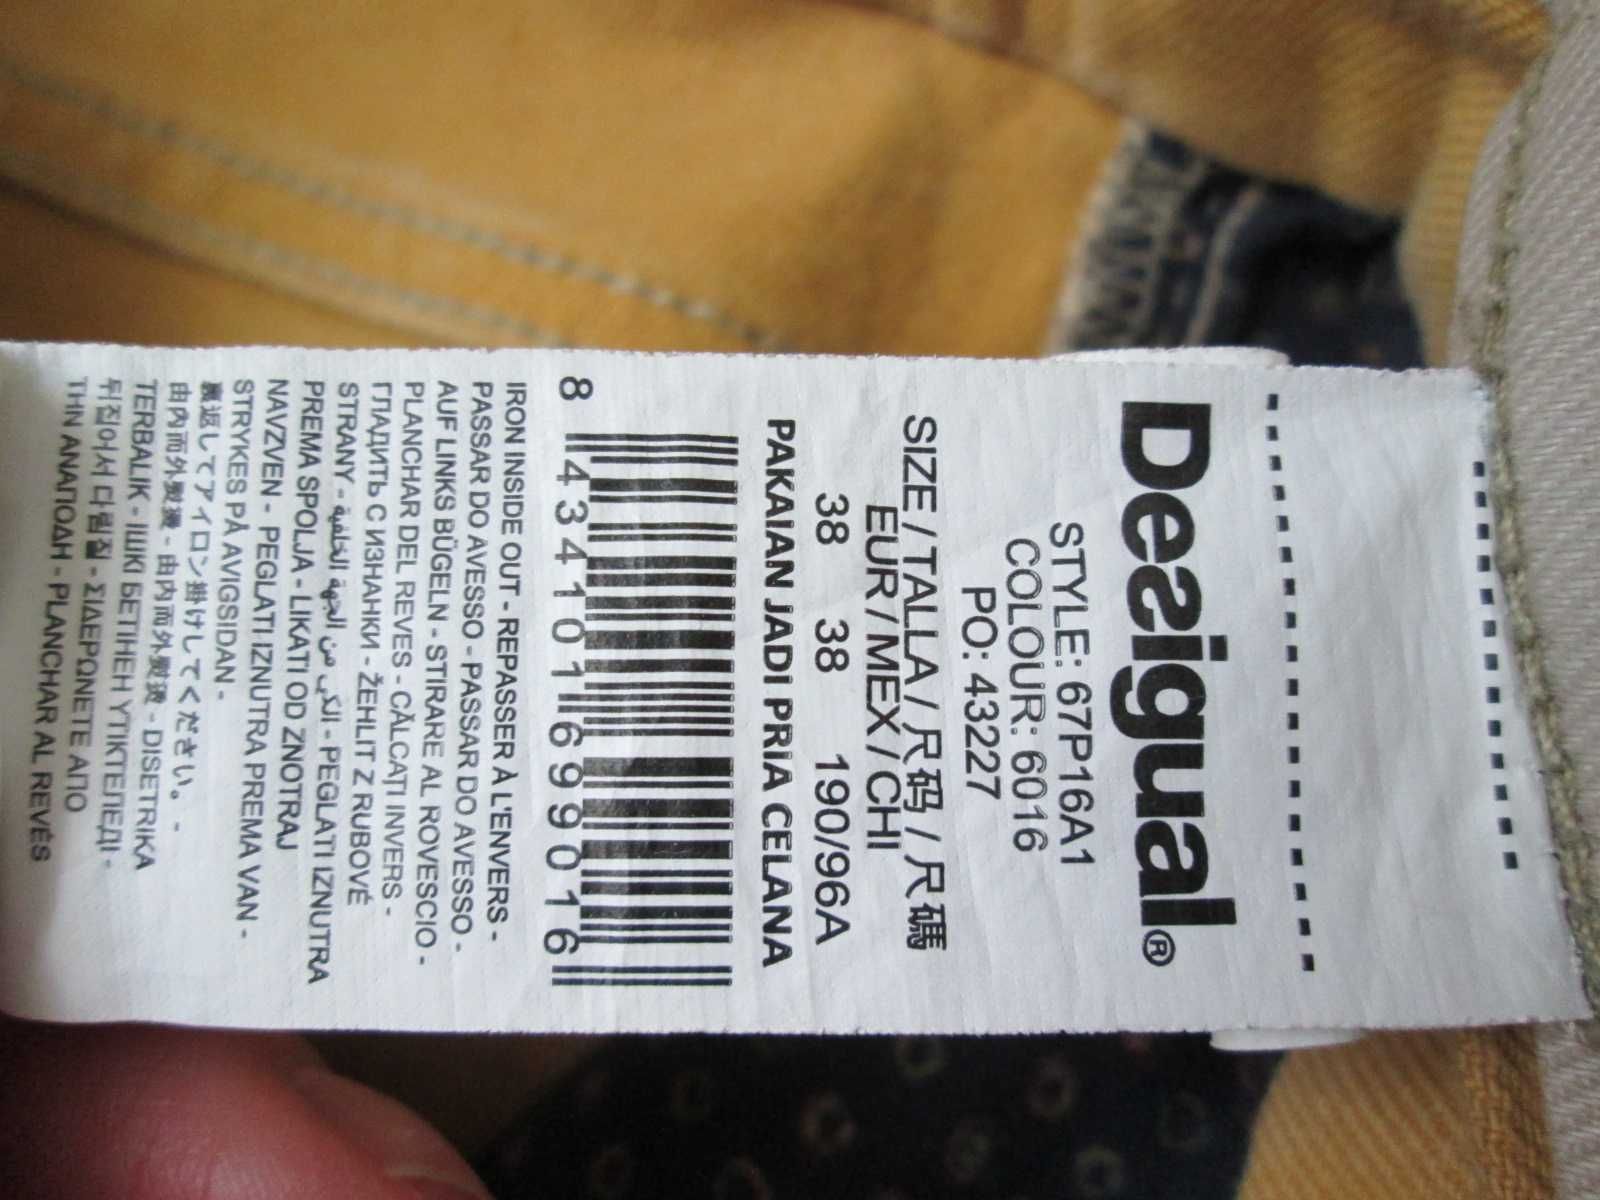 Desigual®
STYLE: 67P16A1
COLOUR: 6016
PO: 43227
SIZE / TALLA / 尺码 / 尺碼
EUR / MEX / CHI
38 38 190/96A
PAKAIAN JADI PRIA CELANA
8 434101 699016
IRON INSIDE OUT - REPASSER À L'ENVERS -
PASSAR DO AVESSO - PASSAR DO AVESSO -
AUF LINKS BÜGELN - STIRARE AL ROVESCIO -
PLANCHAR DEL REVES - CĂLCAŢI INVERS -
ГЛАДИТЬ С ИЗНАНКИ - ŽEHLIT Z RUBOVÉ
STRANY - الكي من الجهة الخلفية - PEGLATI IZNUTRA
PREMA SPOLJA - LIKATI OD ZNOTRAJ
NAVZVEN - PEGLATI IZNUTRA PREMA VAN -
STRYKES PÅ AVIGSIDAN -
裏返してアイロン掛けしてください。 -
由內而外熨燙 - 由内而外熨烫 - DISETRIKA
TERBALIK - ІШКІ БЕТІНЕН ҮТІКТЕЛЕДІ -
뒤집어서 다림질 - ΣΙΔΕΡΩΝΕΤΕ ΑΠΟ
ΤΗΝ ΑΝΑΠΟΔΗ - PLANCHAR AL REVÉS